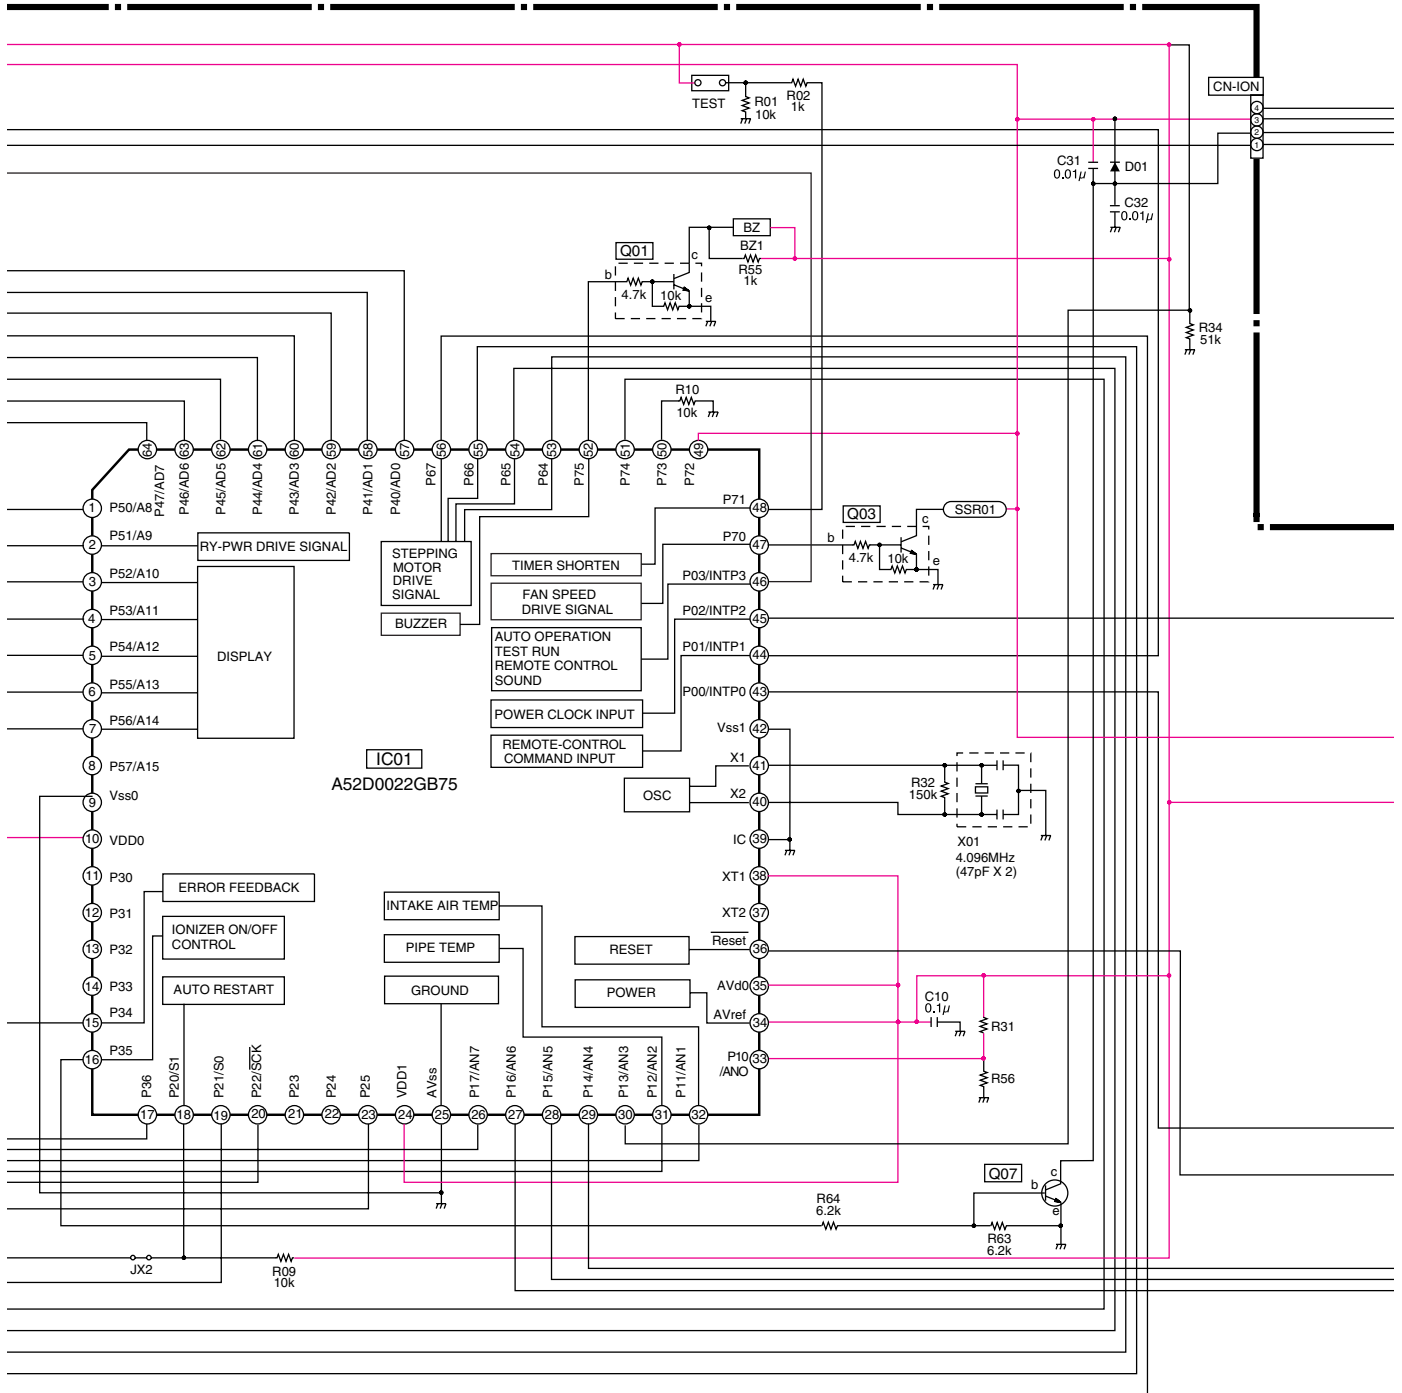 CN-ION
4
3
2
1
TEST
R01
10k
R02
1k
C31
0.01μ
D01
C32
0.01μ
BZ
BZ1
R55
1k
Q01
b
c
e
4.7k
10k
R34
51k
R10
10k
64
63
62
61
60
59
58
57
56
55
54
53
52
51
50
49
P47/AD7
P46/AD6
P45/AD5
P44/AD4
P43/AD3
P42/AD2
P41/AD1
P40/AD0
P67
P66
P65
P64
P75
P74
P73
P72
1 P50/A8
2 P51/A9
3 P52/A10
4 P53/A11
5 P54/A12
6 P55/A13
7 P56/A14
8 P57/A15
9 Vss0
10 VDD0
11 P30
12 P31
13 P32
14 P33
15 P34
16 P35
RY-PWR DRIVE SIGNAL
DISPLAY
STEPPING
MOTOR
DRIVE
SIGNAL
BUZZER
TIMER SHORTEN
FAN SPEED
DRIVE SIGNAL
AUTO OPERATION
TEST RUN
REMOTE CONTROL
SOUND
POWER CLOCK INPUT
REMOTE-CONTROL
COMMAND INPUT
OSC
IC01
A52D0022GB75
ERROR FEEDBACK
IONIZER ON/OFF
CONTROL
AUTO RESTART
INTAKE AIR TEMP
PIPE TEMP
GROUND
RESET
POWER
P71 48
P70 47
P03/INTP3 46
P02/INTP2 45
P01/INTP1 44
P00/INTP0 43
Vss1 42
X1 41
X2 40
IC 39
XT1 38
XT2 37
Reset 36
AVd0 35
AVref 34
P10
/ANO
33
Q03
b
c
e
4.7k
10k
SSR01
R32
150k
X01
4.096MHz
(47pF X 2)
C10
0.1μ
R31
R56
P36
P20/S1
P21/S0
P22/SCK
P23
P24
P25
VDD1
AVss
P17/AN7
P16/AN6
P15/AN5
P14/AN4
P13/AN3
P12/AN2
P11/AN1
17
18
19
20
21
22
23
24
25
26
27
28
29
30
31
32
Q07
b
c
e
R64
6.2k
R63
6.2k
JX2
R09
10k